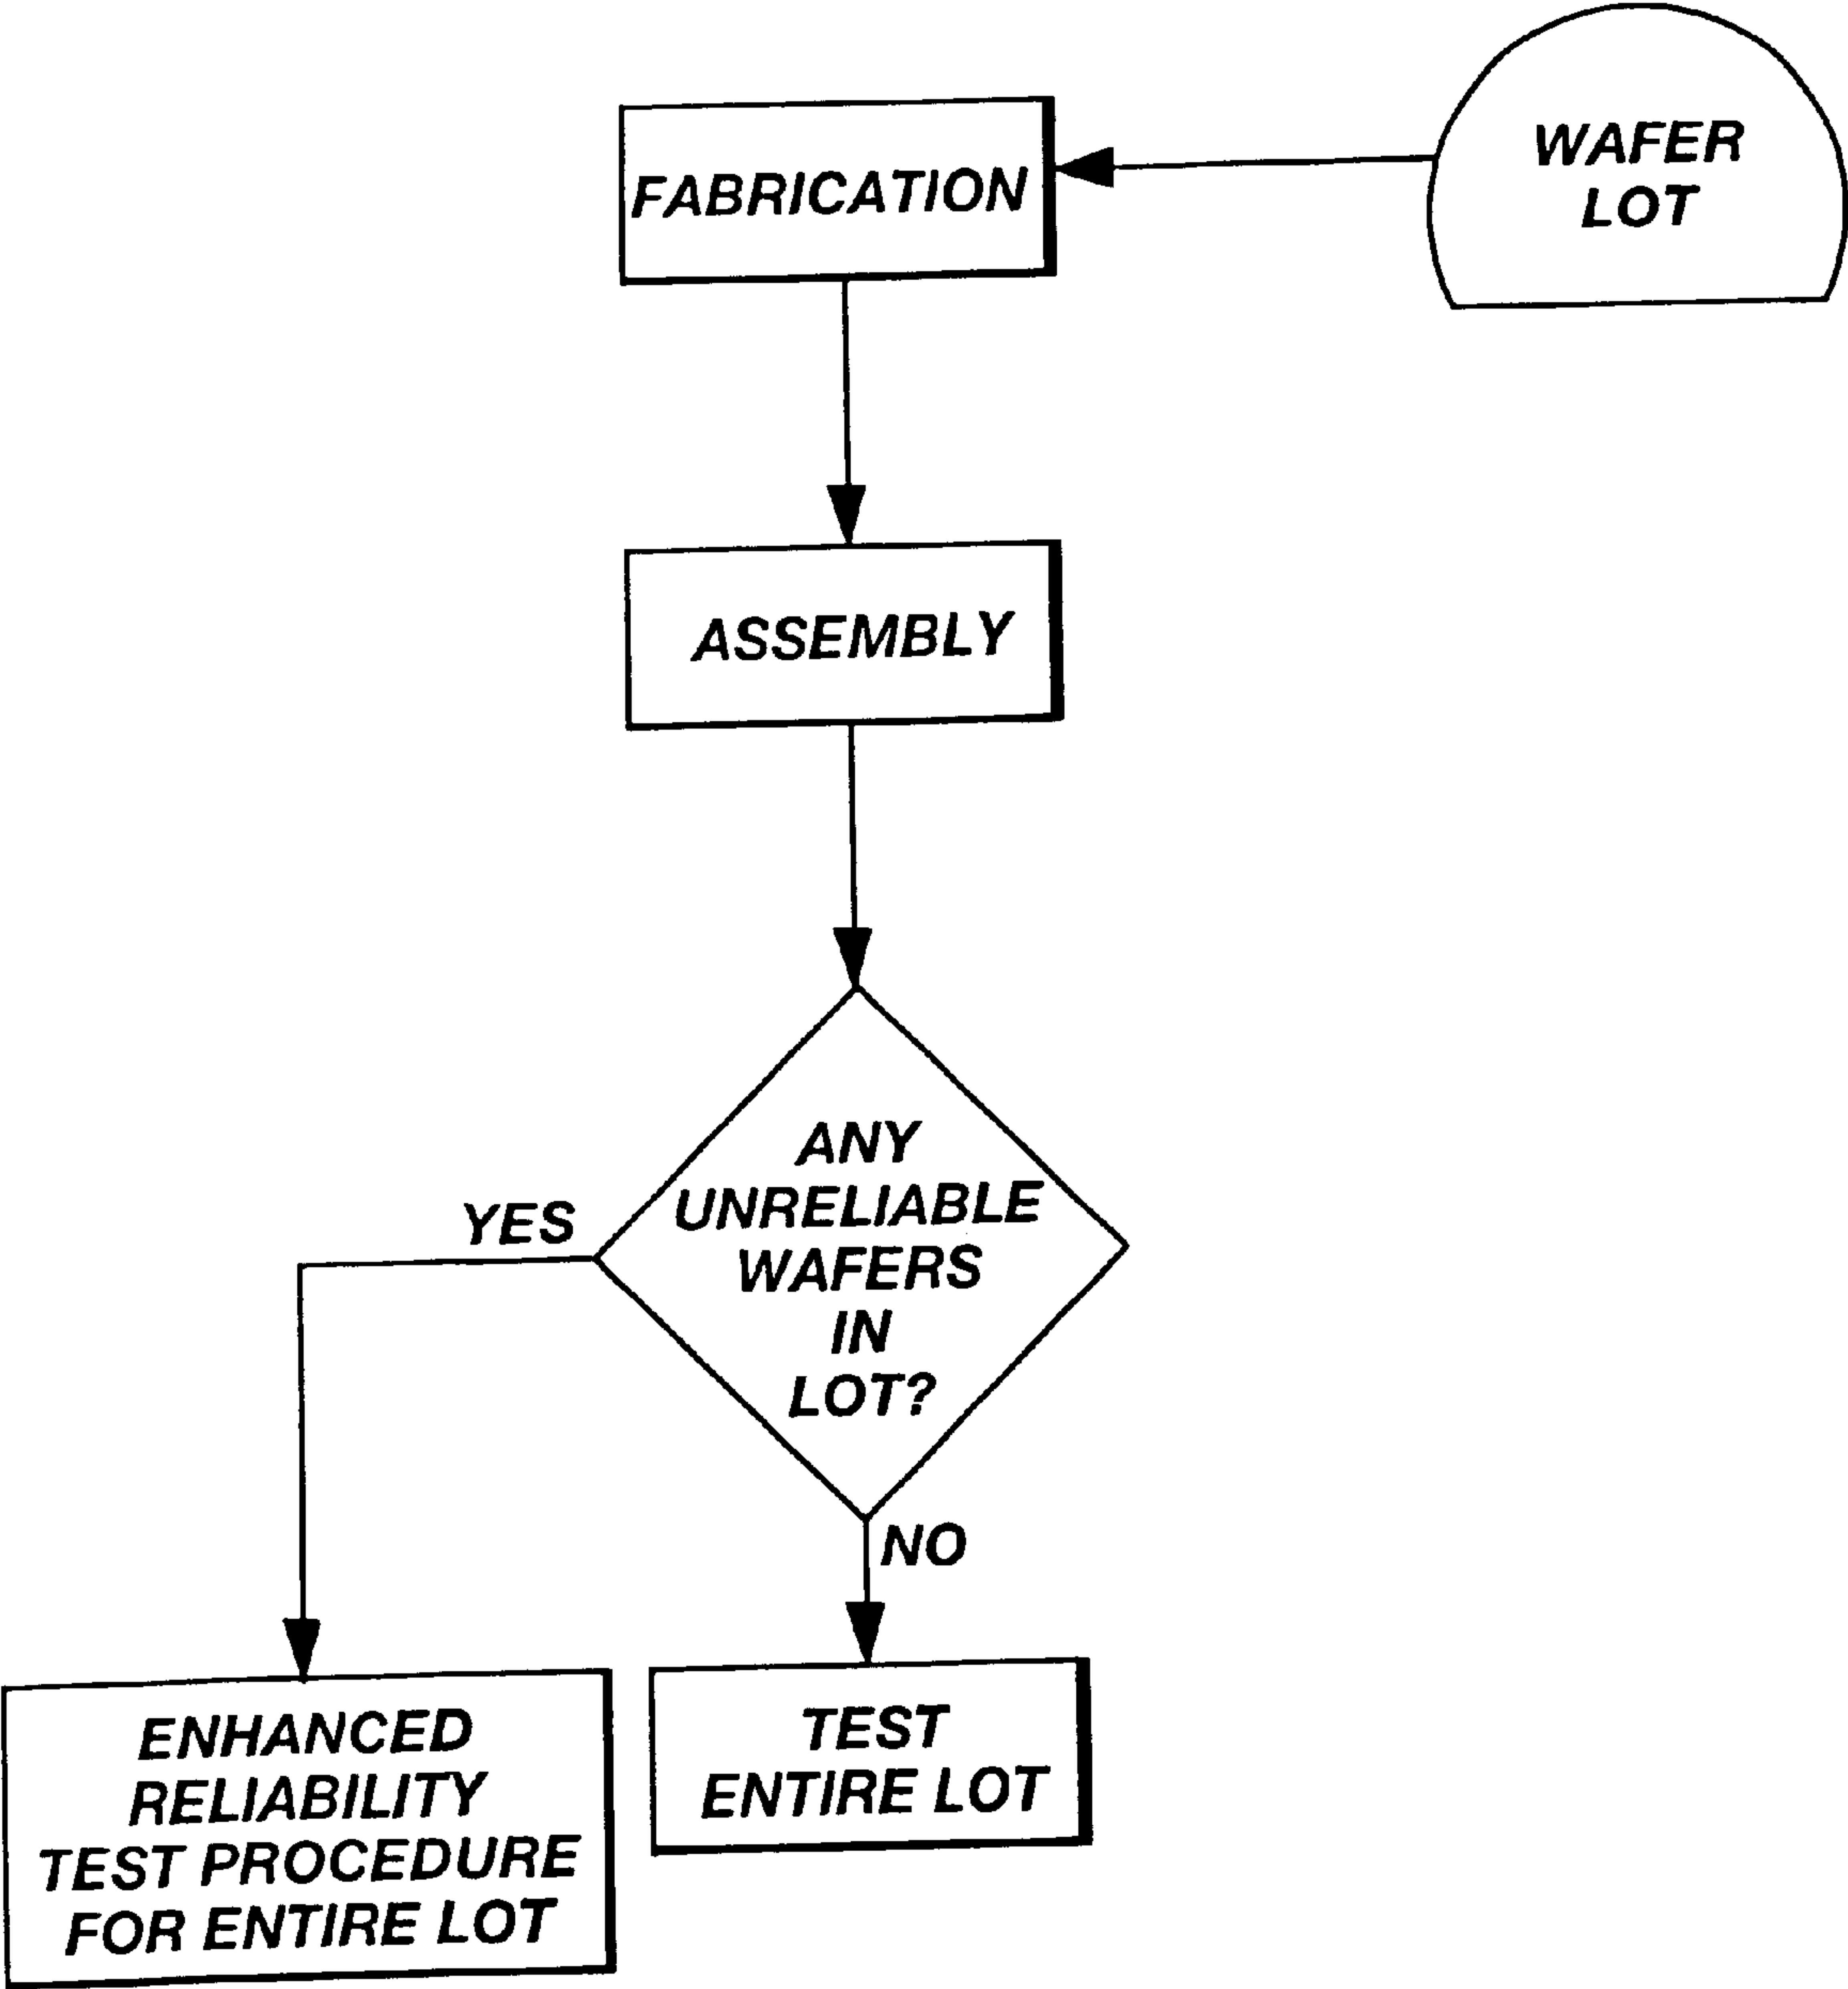 WAFER
LOT
FABRICATION
ASSEMBLY
ANY
UNRELIABLE
WAFERS
IN
LOT?
YES
NO
ENHANCED
RELIABILITY
TEST PROCEDURE
FOR ENTIRE LOT
TEST
ENTIRE LOT